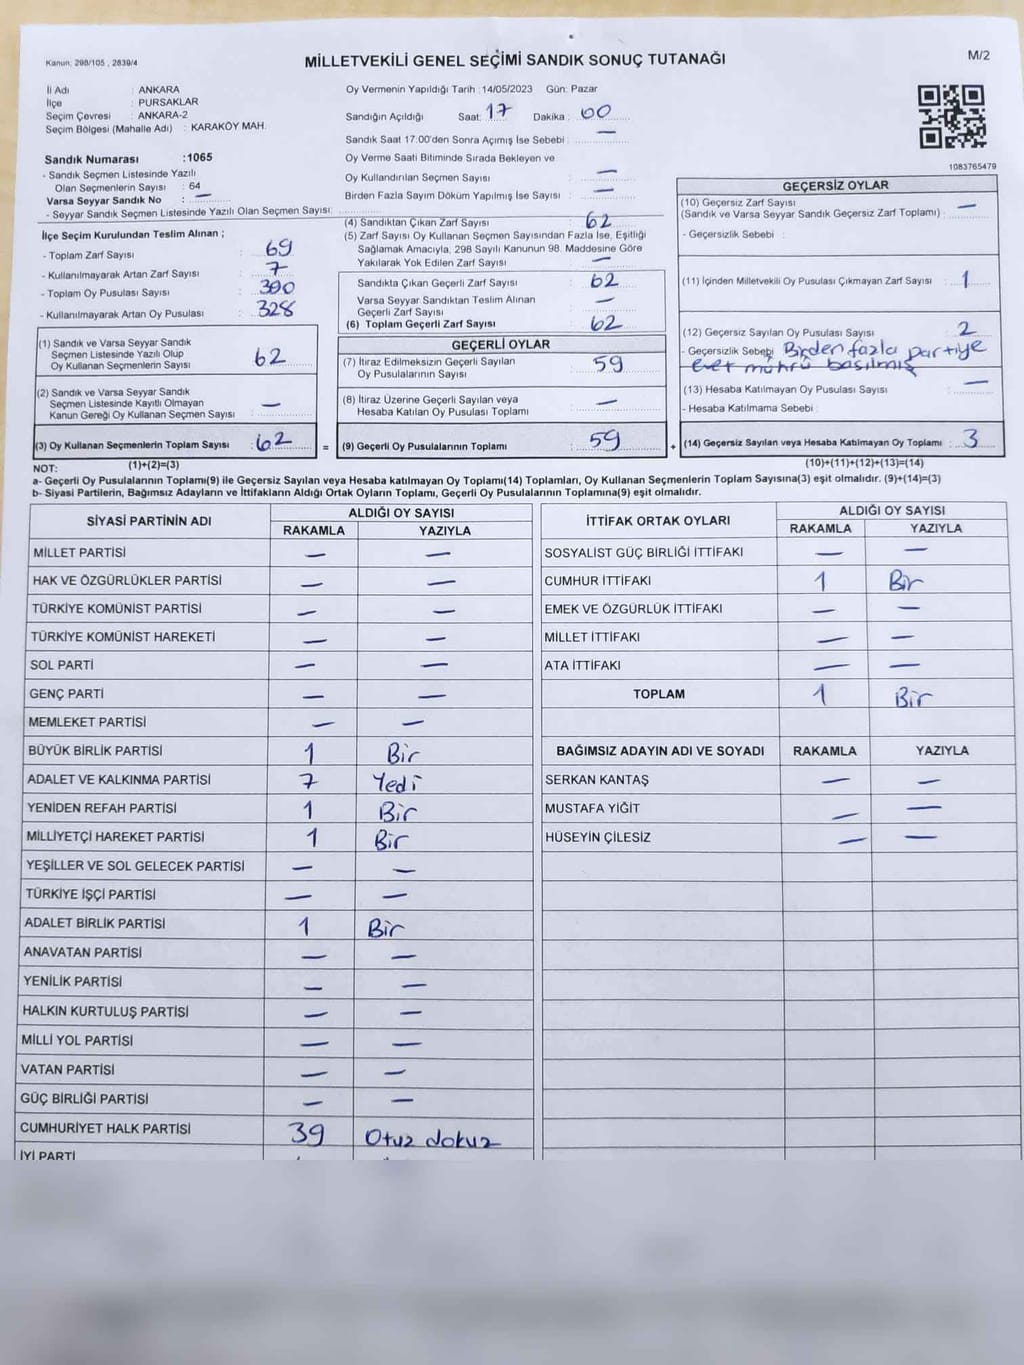 Kanun: 298/105 , 2839/4
MİLLETVEKİLİ GENEL SEÇİMİ SANDIK SONUÇ TUTANAĞI
M/2
İl Adı : ANKARA
İlçe : PURSAKLAR
Seçim Çevresi : ANKARA-2
Seçim Bölgesi (Mahalle Adı) : KARAKÖY MAH.
Sandık Numarası :1065
- Sandık Seçmen Listesinde Yazılı
Olan Seçmenlerin Sayısı : 64
Varsa Seyyar Sandık No : —
- Seyyar Sandık Seçmen Listesinde Yazılı Olan Seçmen Sayısı:
Oy Vermenin Yapıldığı Tarih :14/05/2023 Gün: Pazar
Sandığın Açıldığı Saat: 17 Dakika : 00
Sandık Saat 17:00'den Sonra Açımış İse Sebebi : —
Oy Verme Saati Bitiminde Sırada Bekleyen ve
Oy Kullandırılan Seçmen Sayısı : —
Birden Fazla Sayım Döküm Yapılmış İse Sayısı : —
1083765479
İlçe Seçim Kurulundan Teslim Alınan ;
- Toplam Zarf Sayısı : 69
- Kullanılmayarak Artan Zarf Sayısı : 7
- Toplam Oy Pusulası Sayısı : 390
- Kullanılmayarak Artan Oy Pusulası : 328
(1) Sandık ve Varsa Seyyar Sandık
Seçmen Listesinde Yazılı Olup
Oy Kullanan Seçmenlerin Sayısı : 62
(2) Sandık ve Varsa Seyyar Sandık
Seçmen Listesinde Kayıtlı Olmayan
Kanun Gereği Oy Kullanan Seçmen Sayısı : —
(3) Oy Kullanan Seçmenlerin Toplam Sayısı : 62
(1)+(2)=(3)
(4) Sandıktan Çıkan Zarf Sayısı : 62
(5) Zarf Sayısı Oy Kullanan Seçmen Sayısından Fazla İse, Eşitliği
Sağlamak Amacıyla, 298 Sayılı Kanunun 98. Maddesine Göre
Yakılarak Yok Edilen Zarf Sayısı : —
Sandıkta Çıkan Geçerli Zarf Sayısı : 62
Varsa Seyyar Sandıktan Teslim Alınan
Geçerli Zarf Sayısı : —
(6) Toplam Geçerli Zarf Sayısı : 62
GEÇERLİ OYLAR
(7) İtiraz Edilmeksizin Geçerli Sayılan
Oy Pusulalarının Sayısı : 59
(8) İtiraz Üzerine Geçerli Sayılan veya
Hesaba Katılan Oy Pusulası Toplamı : —
= (9) Geçerli Oy Pusulalarının Toplamı : 59
GEÇERSİZ OYLAR
(10) Geçersiz Zarf Sayısı
(Sandık ve Varsa Seyyar Sandık Geçersiz Zarf Toplamı) : —
- Geçersizlik Sebebi :
(11) İçinden Milletvekili Oy Pusulası Çıkmayan Zarf Sayısı : 1
(12) Geçersiz Sayılan Oy Pusulası Sayısı : 2
- Geçersizlik Sebebi Birden fazla partiye
evet mührü basılmış
(13) Hesaba Katılmayan Oy Pusulası Sayısı : —
- Hesaba Katılmama Sebebi :
+ (14) Geçersiz Sayılan veya Hesaba Katılmayan Oy Toplamı : 3
(10)+(11)+(12)+(13)=(14)
NOT:
a- Geçerli Oy Pusulalarının Toplamı(9) ile Geçersiz Sayılan veya Hesaba katılmayan Oy Toplamı(14) Toplamları, Oy Kullanan Seçmenlerin Toplam Sayısına(3) eşit olmalıdır. (9)+(14)=(3)
b- Siyasi Partilerin, Bağımsız Adayların ve İttifakların Aldığı Ortak Oyların Toplamı, Geçerli Oy Pusulalarının Toplamına(9) eşit olmalıdır.
SİYASİ PARTİNİN ADI ALDIĞI OY SAYISI
RAKAMLA YAZIYLA
MİLLET PARTİSİ — —
HAK VE ÖZGÜRLÜKLER PARTİSİ — —
TÜRKİYE KOMÜNİST PARTİSİ — —
TÜRKİYE KOMÜNİST HAREKETİ — —
SOL PARTİ — —
GENÇ PARTİ — —
MEMLEKET PARTİSİ — —
BÜYÜK BİRLİK PARTİSİ 1 Bir
ADALET VE KALKINMA PARTİSİ 7 Yedi
YENİDEN REFAH PARTİSİ 1 Bir
MİLLİYETÇİ HAREKET PARTİSİ 1 Bir
YEŞİLLER VE SOL GELECEK PARTİSİ — —
TÜRKİYE İŞÇİ PARTİSİ — —
ADALET BİRLİK PARTİSİ 1 Bir
ANAVATAN PARTİSİ — —
YENİLİK PARTİSİ — —
HALKIN KURTULUŞ PARTİSİ — —
MİLLİ YOL PARTİSİ — —
VATAN PARTİSİ — —
GÜÇ BİRLİĞİ PARTİSİ — —
CUMHURİYET HALK PARTİSİ 39 Otuz dokuz
İYİ PARTİ
İTTİFAK ORTAK OYLARI ALDIĞI OY SAYISI
RAKAMLA YAZIYLA
SOSYALİST GÜÇ BİRLİĞİ İTTİFAKI — —
CUMHUR İTTİFAKI 1 Bir
EMEK VE ÖZGÜRLÜK İTTİFAKI — —
MİLLET İTTİFAKI — —
ATA İTTİFAKI — —
TOPLAM 1 Bir
BAĞIMSIZ ADAYIN ADI VE SOYADI RAKAMLA YAZIYLA
SERKAN KANTAŞ — —
MUSTAFA YİĞİT — —
HÜSEYİN ÇİLESİZ — —